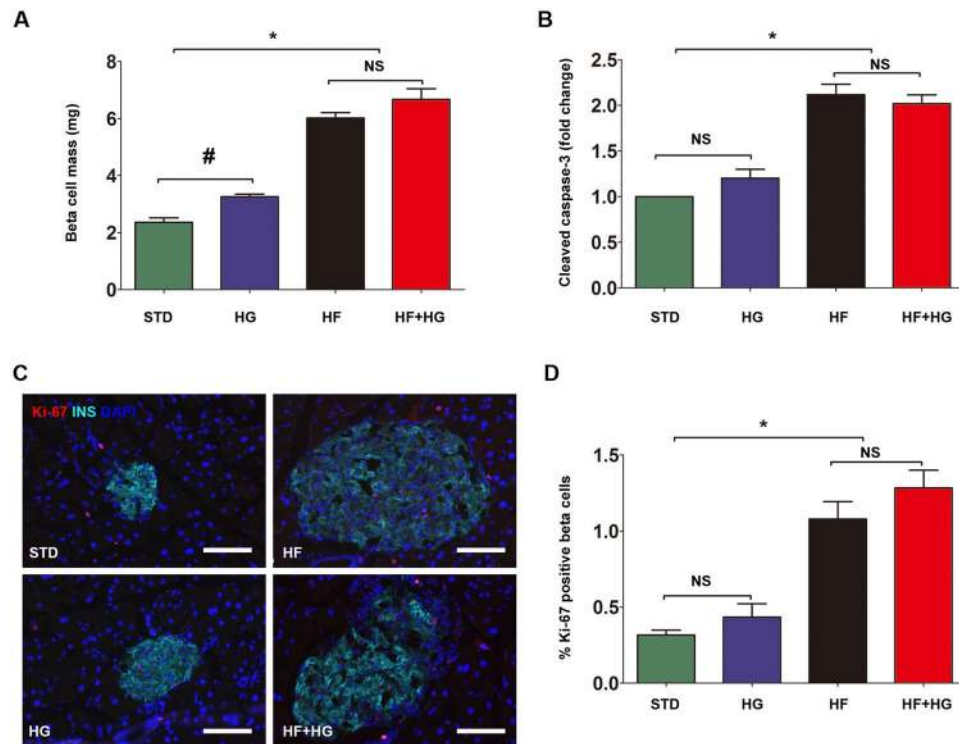 A
Beta cell mass (mg)
8
6
4
2
0
*
NS
#
STD HG HF HF+HG
B
Cleaved caspase-3 (fold change)
2.5
2.0
1.5
1.0
0.5
0.0
*
NS
NS
STD HG HF HF+HG
C
Ki-67 INS DAPI
STD
HF
HG
HF+HG
D
% Ki-67 positive beta cells
1.5
1.0
0.5
0.0
*
NS
NS
STD HG HF HF+HG